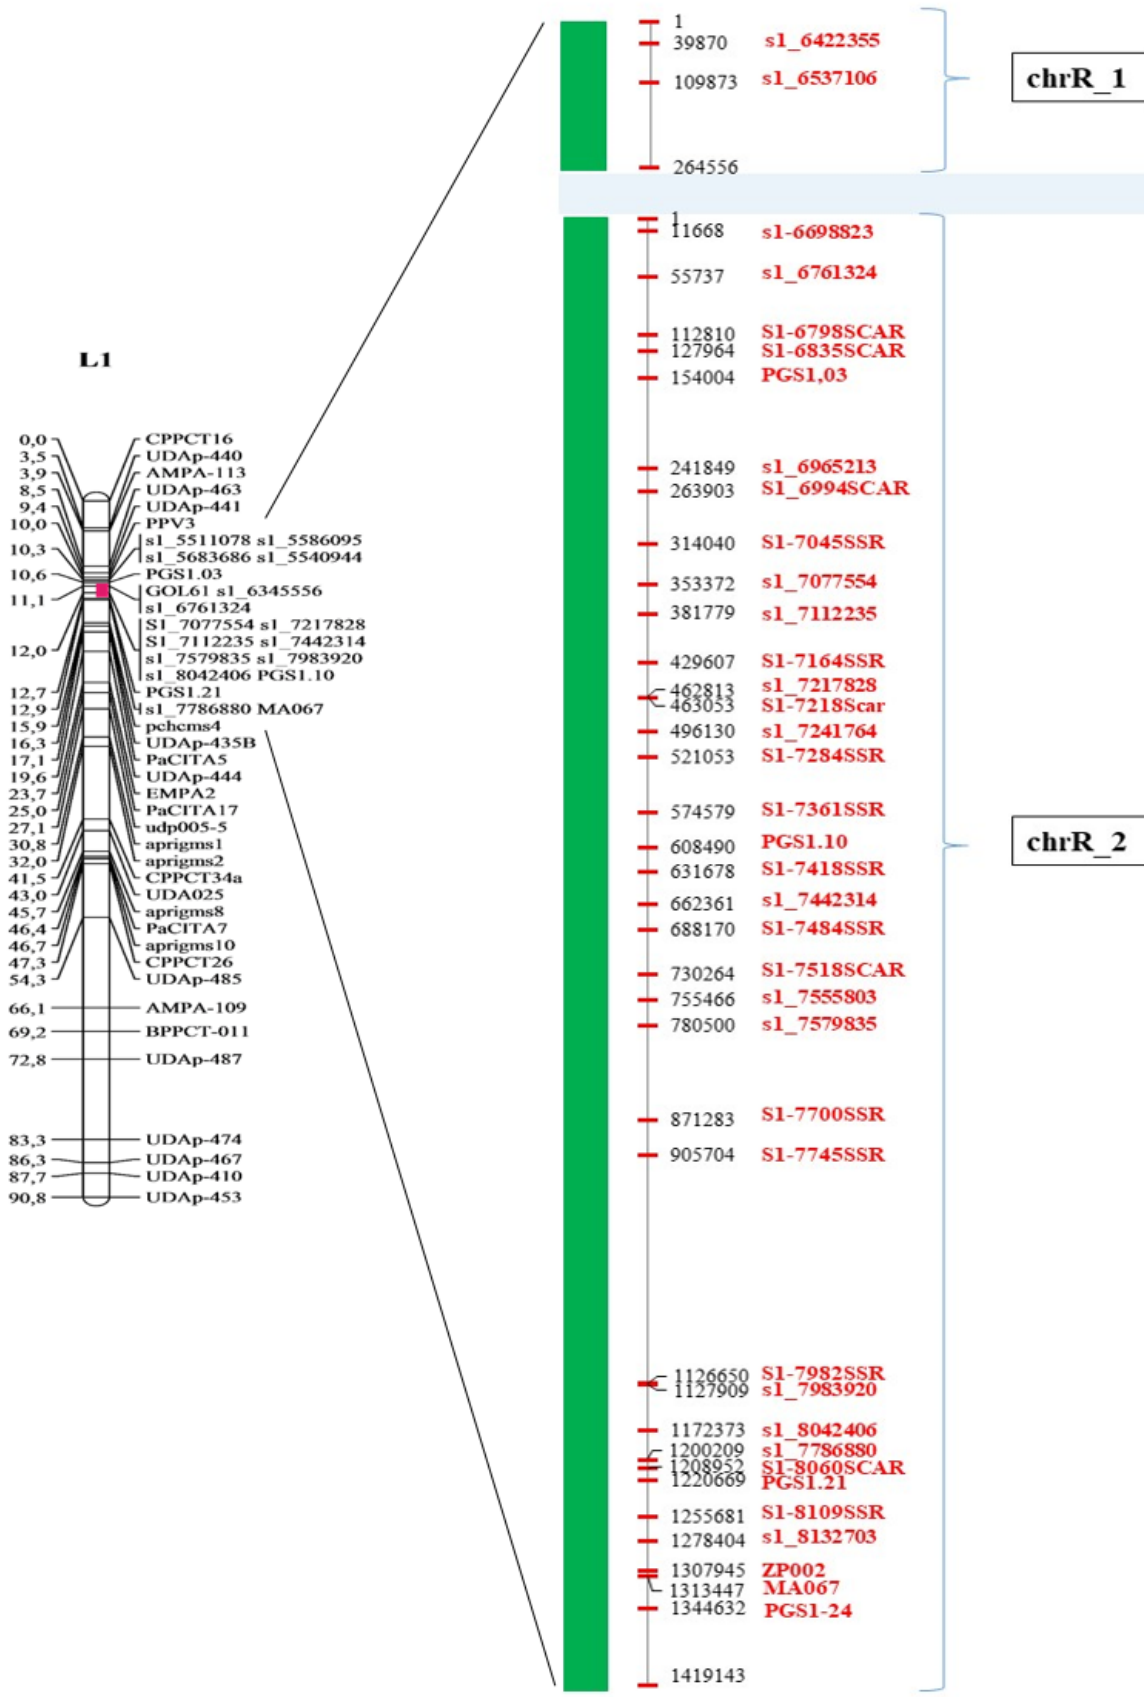 L1
0,0 CPPCT16
3,5 UDAp-440
3,9 AMPA-113
8,5 UDAp-463
9,4 UDAp-441
10,0 PPV3
10,3 s1_5511078 s1_5586095
s1_5683686 s1_5540944
10,6 PGS1.03
11,1 GOL61 s1_6345556
s1_6761324
12,0 S1_7077554 s1_7217828
S1_7112235 s1_7442314
s1_7579835 s1_7983920
s1_8042406 PGS1.10
12,7 PGS1.21
12,9 s1_7786880 MA067
15,9 pchcms4
16,3 UDAp-435B
17,1 PaCITA5
19,6 UDAp-444
23,7 EMPA2
25,0 PaCITA17
27,1 udp005-5
30,8 aprigms1
32,0 aprigms2
41,5 CPPCT34a
43,0 UDA025
45,7 aprigms8
46,4 PaCITA7
46,7 aprigms10
47,3 CPPCT26
54,3 UDAp-485
66,1 AMPA-109
69,2 BPPCT-011
72,8 UDAp-487
83,3 UDAp-474
86,3 UDAp-467
87,7 UDAp-410
90,8 UDAp-453
1
39870 s1_6422355
109873 s1_6537106
264556
chrR_1
1
11668 s1-6698823
55737 s1_6761324
112810 S1-6798SCAR
127964 S1-6835SCAR
154004 PGS1,03
241849 s1_6965213
263903 S1_6994SCAR
314040 S1-7045SSR
353372 s1_7077554
381779 s1_7112235
429607 S1-7164SSR
462813 s1_7217828
463053 S1-7218Scar
496130 s1_7241764
521053 S1-7284SSR
574579 S1-7361SSR
608490 PGS1.10
631678 S1-7418SSR
662361 s1_7442314
688170 S1-7484SSR
730264 S1-7518SCAR
755466 s1_7555803
780500 s1_7579835
871283 S1-7700SSR
905704 S1-7745SSR
1126650 S1-7982SSR
1127909 s1_7983920
1172373 s1_8042406
1200209 s1_7786880
1208952 S1-8060SCAR
1220669 PGS1.21
1255681 S1-8109SSR
1278404 s1_8132703
1307945 ZP002
1313447 MA067
1344632 PGS1-24
1419143
chrR_2